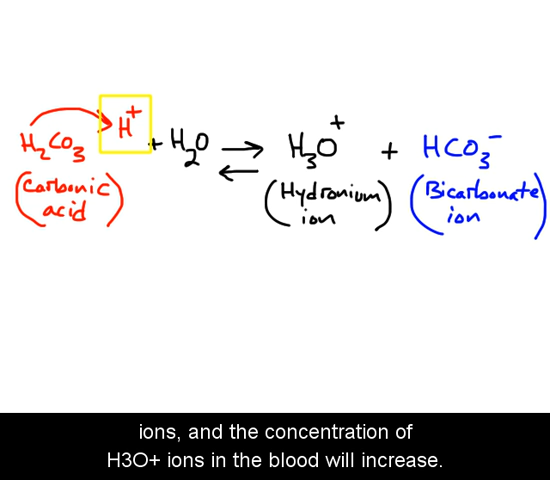 H₂CO₃ H⁺ + H₂O ⇌ H₃O⁺ + HCO₃⁻
(Carbonic acid) (Hydronium ion) (Bicarbonate ion)
ions, and the concentration of
H3O+ ions in the blood will increase.